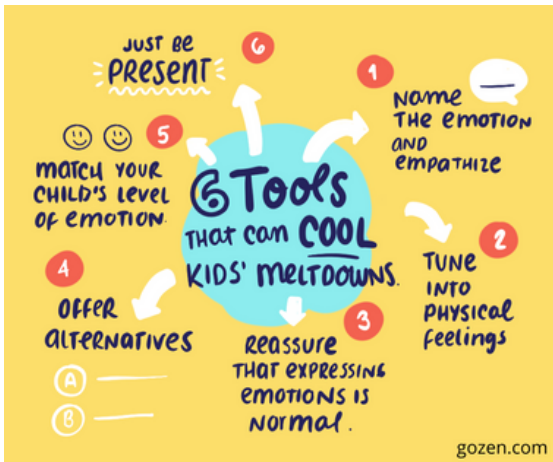 6 Tools
THAT can COOL
KIDS' MELTDOWNS.
1
Name
THE EMOTION
AND
EMPATHIZE
2
TUNE
INTO
PHYSICAL
FEELINGS
3
REASSURE
THAT EXPRESSING
EMOTIONS IS
NORMAL.
4
OFFER
ALTERNATIVES
A
B
5
MATCH YOUR
CHILD'S LEVEL
OF EMOTION.
6
JUST BE
PRESENT
gozen.com